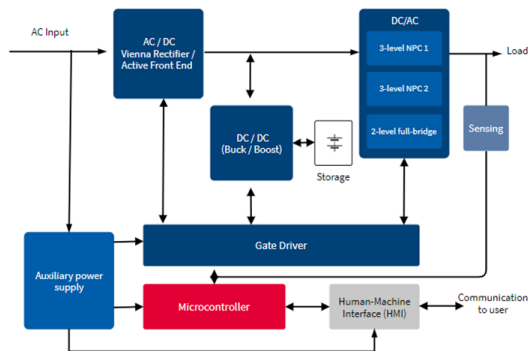 AC Input
AC / DC
Vienna Rectifier /
Active Front End
DC/AC
3-level NPC 1
3-level NPC 2
2-level full-bridge
Load
Sensing
DC / DC
(Buck / Boost)
Storage
Gate Driver
Auxiliary power
supply
Microcontroller
Human-Machine
Interface (HMI)
Communication
to user